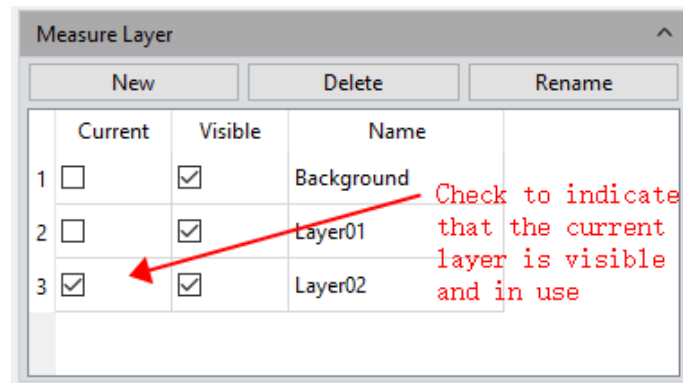 Measure Layer
New Delete Rename
Current Visible Name
1 Background
2 Layer01
3 Layer02
Check to indicate
that the current
layer is visible
and in use